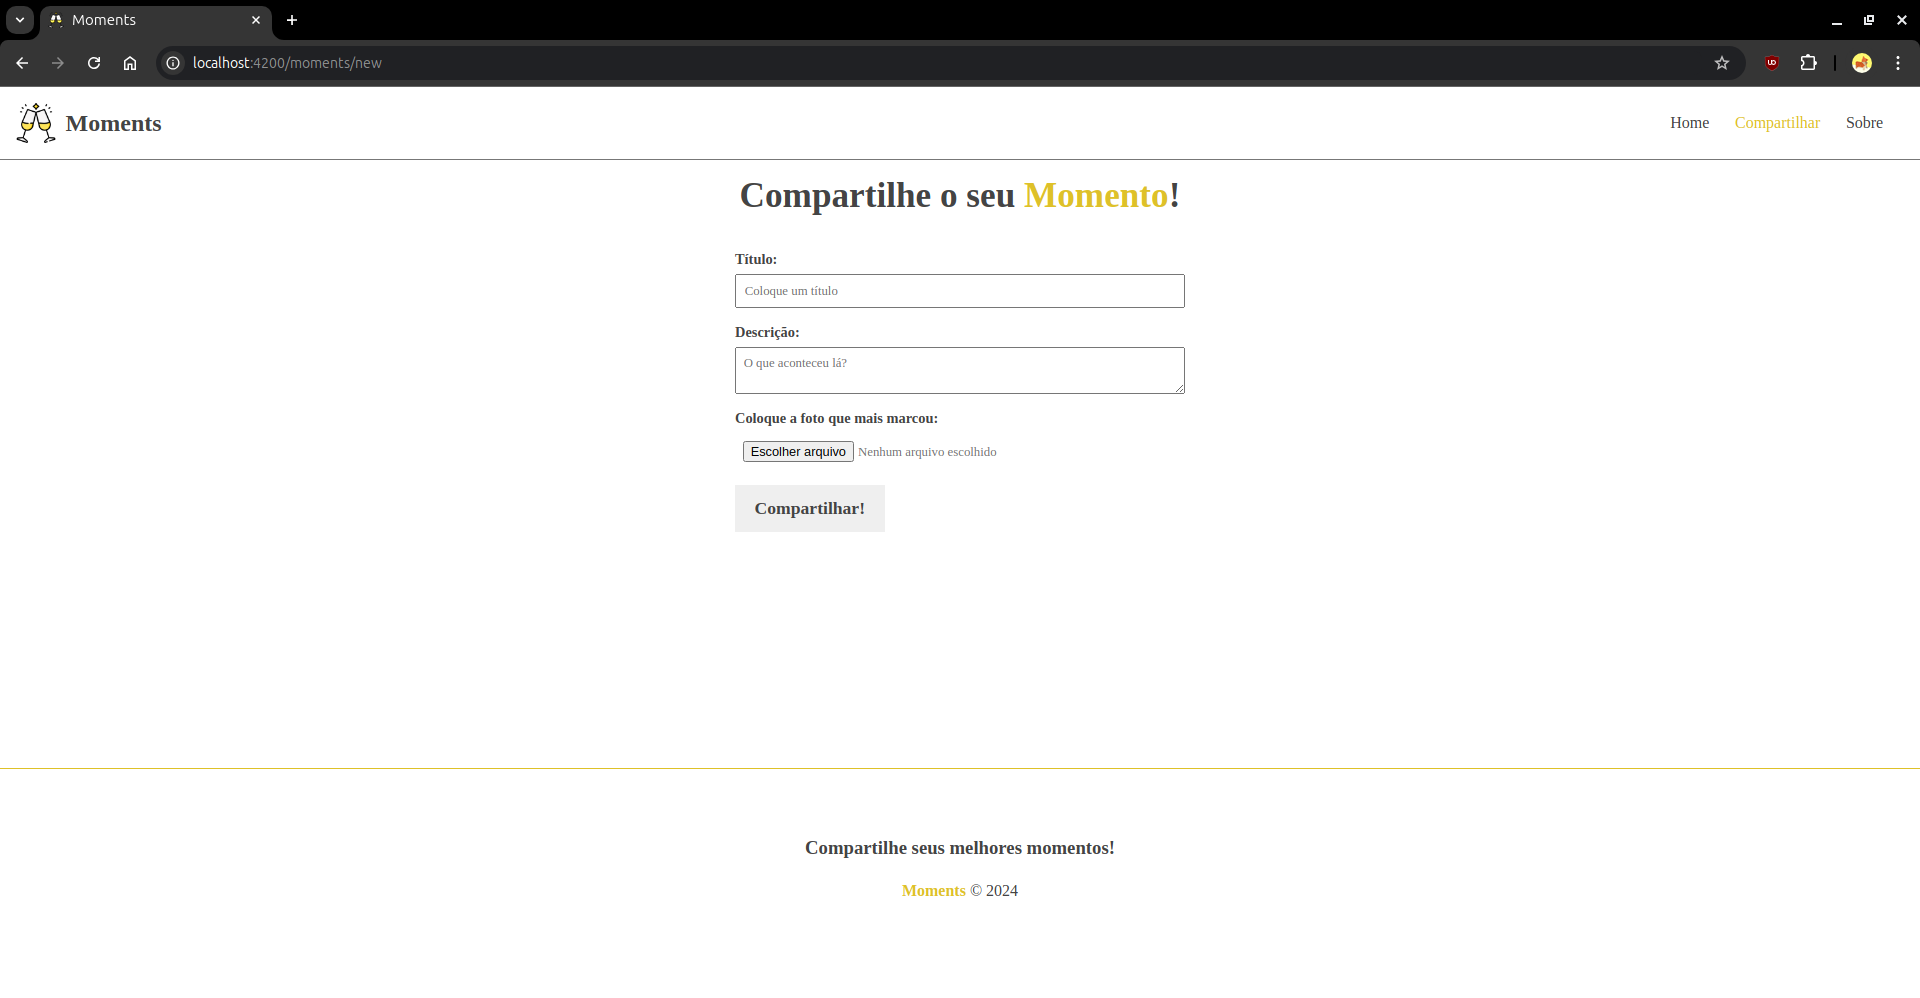 Moments
localhost:4200/moments/new
Moments
Home Compartilhar Sobre
Compartilhe o seu Momento!
Título:
Coloque um título
Descrição:
O que aconteceu lá?
Coloque a foto que mais marcou:
Escolher arquivo Nenhum arquivo escolhido
Compartilhar!
Compartilhe seus melhores momentos!
Moments © 2024